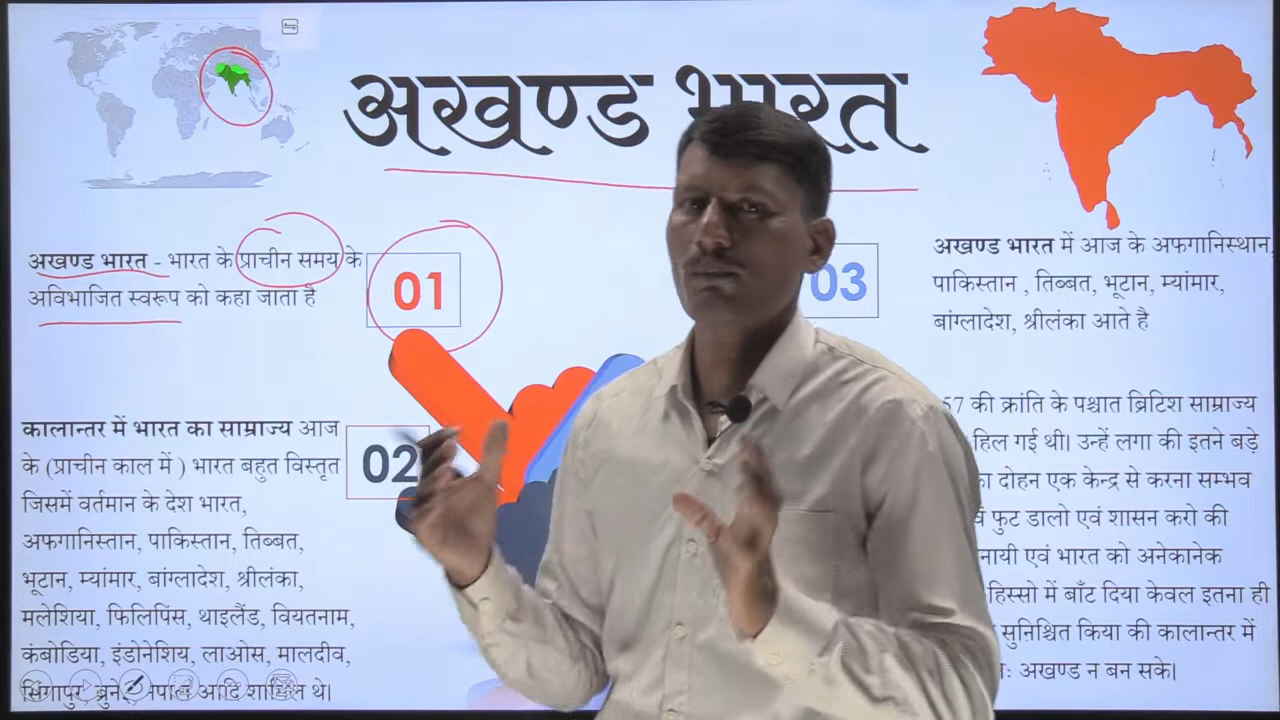 अखण्ड भारत
अखण्ड भारत - भारत के प्राचीन समय के
अविभाजित स्वरूप को कहा जाता है
01
कालान्तर में भारत का साम्राज्य आज
के (प्राचीन काल में ) भारत बहुत विस्तृत
जिसमें वर्तमान के देश भारत,
अफगानिस्तान, पाकिस्तान, तिब्बत,
भूटान, म्यांमार, बांग्लादेश, श्रीलंका,
मलेशिया, फिलिपिंस, थाइलैंड, वियतनाम,
कंबोडिया, इंडोनेशिय, लाओस, मालदीव,
सिंगापुर, ब्रुनेई, नेपाल आदि शामिल थे।
02
03
अखण्ड भारत में आज के अफगानिस्थान,
पाकिस्तान , तिब्बत, भूटान, म्यांमार,
बांग्लादेश, श्रीलंका आते है
57 की क्रांति के पश्चात ब्रिटिश साम्राज्य
हिल गई थी। उन्हें लगा की इतने बड़े
दोहन एक केन्द्र से करना सम्भव
फुट डालो एवं शासन करो की
एवं भारत को अनेकानेक
हिस्सो में बाँट दिया केवल इतना ही
सुनिश्चित किया की कालान्तर में
अखण्ड न बन सके।